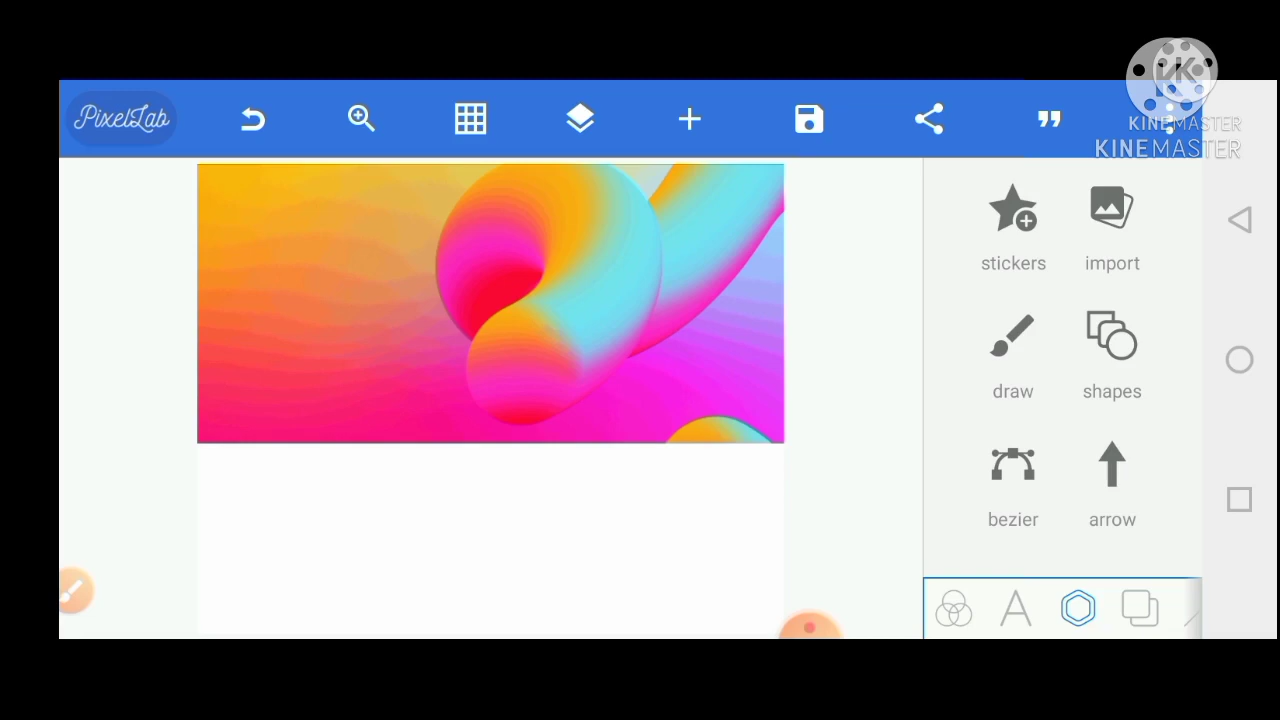 PixelLab
KINEMASTER
KINEMASTER
stickers
import
draw
shapes
bezier
arrow